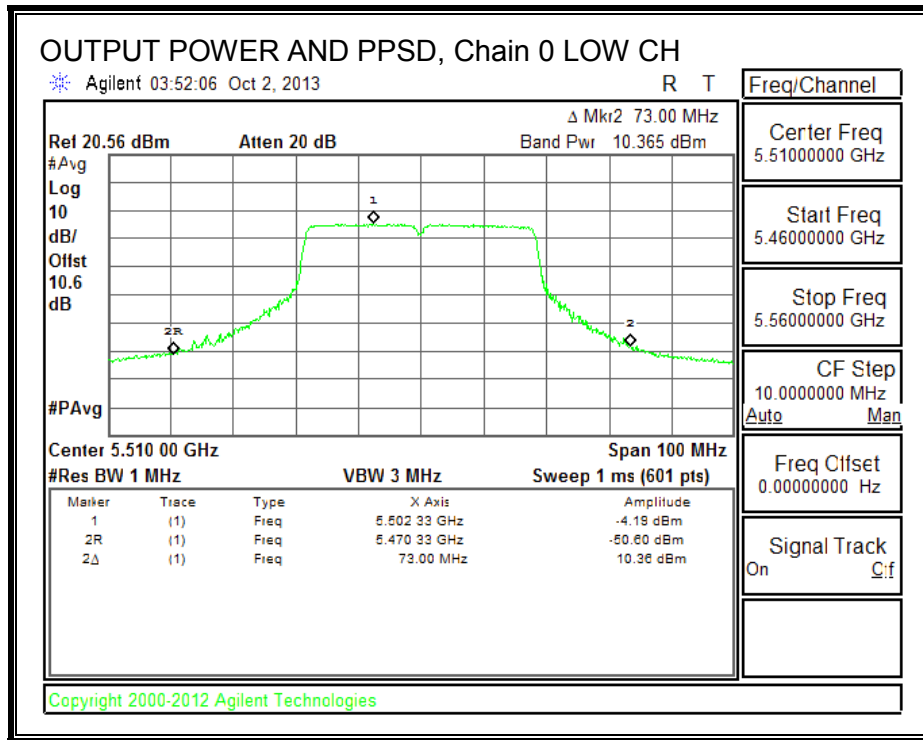 OUTPUT POWER AND PPSD, Chain 0 LOW CH
Agilent 03:52:06 Oct 2, 2013 R T
Freq/Channel
Δ Mkr2 73.00 MHz
Ref 20.56 dBm Atten 20 dB Band Pwr 10.365 dBm
#Avg
Log
10
dB/
Offst
10.6
dB
#PAvg
1
2R
2
Center 5.510 00 GHz Span 100 MHz
#Res BW 1 MHz VBW 3 MHz Sweep 1 ms (601 pts)
Marker Trace Type X Axis Amplitude
1 (1) Freq 5.502 33 GHz -4.19 dBm
2R (1) Freq 5.470 33 GHz -50.60 dBm
2Δ (1) Freq 73.00 MHz 10.36 dBm
Center Freq
5.51000000 GHz
Start Freq
5.46000000 GHz
Stop Freq
5.56000000 GHz
CF Step
10.0000000 MHz
Auto Man
Freq Offset
0.00000000 Hz
Signal Track
On Off
Copyright 2000-2012 Agilent Technologies